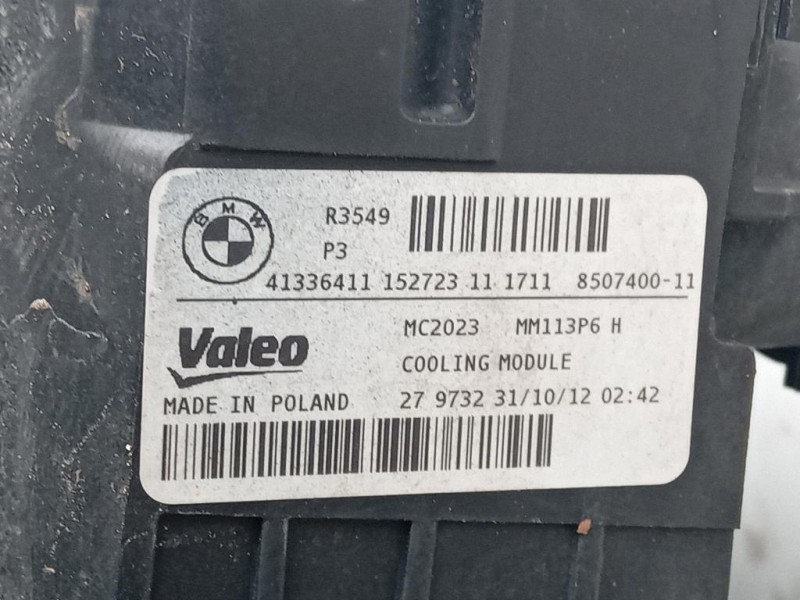 BMW
R3549
P3
41336411 152723 11 1711 8507400-11
Valeo
MC2023 MM113P6 H
COOLING MODULE
MADE IN POLAND 27 9732 31/10/12 02:42